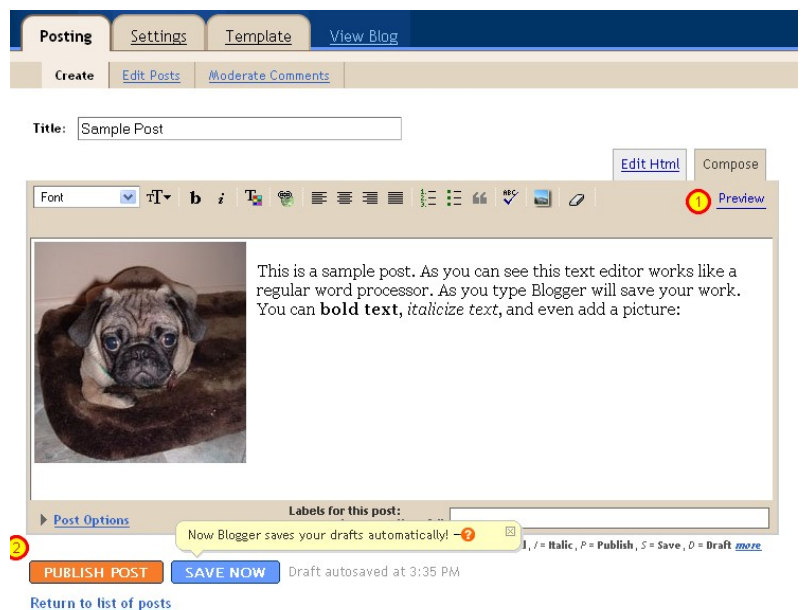 Posting Settings Template View Blog
Create Edit Posts Moderate Comments
Title: Sample Post
Edit Html Compose
Font b i ABC 1 Preview
This is a sample post. As you can see this text editor works like a
regular word processor. As you type Blogger will save your work.
You can bold text, italicize text, and even add a picture:
Post Options Labels for this post:
Now Blogger saves your drafts automatically! – ?
I = Italic, P = Publish, S = Save, D = Draft more
2
PUBLISH POST SAVE NOW Draft autosaved at 3:35 PM
Return to list of posts